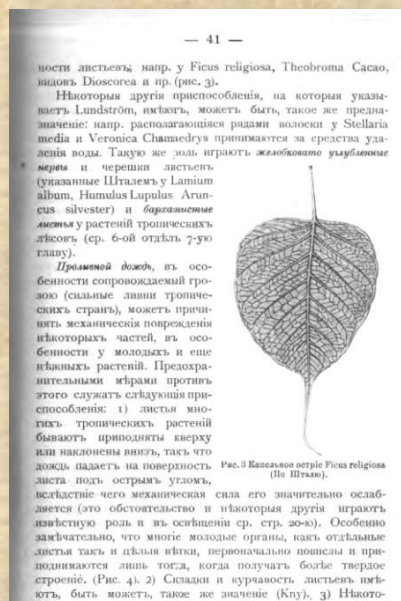 — 41 —
ности листьевъ; напр. у Ficus religiosa, Theobroma Cacao,
видовъ Dioscorea и пр. (рис. 3).
Нѣкоторыя другія приспособленія, на которыя указы-
ваетъ Lundström, имѣютъ, можетъ быть, такое же предна-
значеніе: напр. располагающіяся рядами волоски у Stellaria
media и Veronica Chamaedrys принимаются за средства уда-
ленія воды. Такую же роль играютъ желобковато углубленные
нервы и черешки листьевъ
(указанные Шталемъ у Lamium
album, Humulus Lupulus Arun-
cus silvester) и бархатистые
листья у растеній тропическихъ
лѣсовъ (ср. 6-ой отдѣлъ 7-ую
главу).
Проливной дождь, въ осо-
бенности сопровождаемый гро-
зою (сильные ливни тропиче-
скихъ странъ), можетъ причи-
нять механическія поврежденія
нѣкоторыхъ частей, въ осо-
бенности у молодыхъ и еще
нѣжныхъ растеній. Предохра-
нительными мѣрами противъ
этого служатъ слѣдующія при-
способленія: 1) листья мно-
гихъ тропическихъ растеній
бываютъ приподняты кверху
или наклонены внизъ, такъ что
дождь падаетъ на поверхность
листа подъ острымъ угломъ,
Рис. 3 Капельное остріе Ficus religiosa
(По Шталю).
вслѣдствіе чего механическая сила его значительно ослаб-
ляется (это обстоятельство и нѣкоторыя другія играютъ
извѣстную роль и въ освѣщеніи ср. стр. 20-ю). Особенно
замѣчательно, что многіе молодые органы, какъ отдѣльные
листья такъ и цѣлыя вѣтки, первоначально повислы и при-
поднимаются лишь тогда, когда получатъ болѣе твердое
строеніе. (Рис. 4). 2) Складки и курчавость листьевъ имѣ-
ютъ, быть можетъ, такое же значеніе (Kny). 3) Нѣкото-